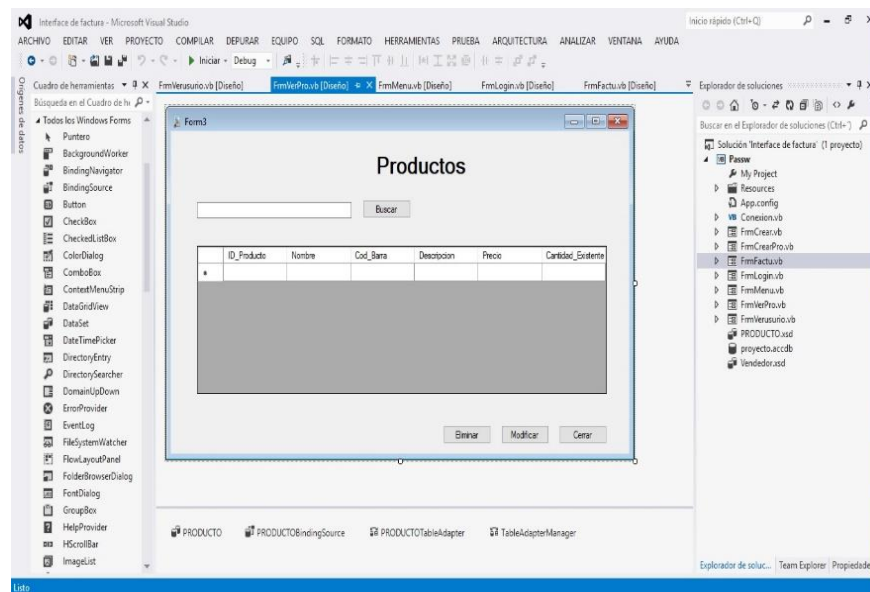 Interface de factura - Microsoft Visual Studio
Inicio rápido (Ctrl+Q)
ARCHIVO EDITAR VER PROYECTO COMPILAR DEPURAR EQUIPO SQL FORMATO HERRAMIENTAS PRUEBA ARQUITECTURA ANALIZAR VENTANA AYUDA
Iniciar Debug
Orígenes de datos
Cuadro de herramientas
Búsqueda en el Cuadro de he
Todos los Windows Forms
Puntero
BackgroundWorker
BindingNavigator
BindingSource
Button
CheckBox
CheckedListBox
ColorDialog
ComboBox
ContextMenuStrip
DataGridView
DataSet
DateTimePicker
DirectoryEntry
DirectorySearcher
DomainUpDown
ErrorProvider
EventLog
FileSystemWatcher
FlowLayoutPanel
FolderBrowserDialog
FontDialog
GroupBox
HelpProvider
HScrollBar
ImageList
FrmVerusurio.vb [Diseño] FrmVerPro.vb [Diseño] FrmMenu.vb [Diseño] FrmLogin.vb [Diseño] FrmFactu.vb [Diseño]
Form3
Productos
Buscar
ID_Producto Nombre Cod_Barra Descripcion Precio Cantidad_Existente
Eliminar Modificar Cerrar
PRODUCTO PRODUCTOBindingSource PRODUCTOTableAdapter TableAdapterManager
Explorador de soluciones
Buscar en el Explorador de soluciones (Ctrl+´)
Solución 'Interface de factura' (1 proyecto)
Passw
My Project
Resources
App.config
Conexion.vb
FrmCrear.vb
FrmCrearPro.vb
FrmFactu.vb
FrmLogin.vb
FrmMenu.vb
FrmVerPro.vb
FrmVerusurio.vb
PRODUCTO.xsd
proyecto.accdb
Vendedor.xsd
Explorador de soluc... Team Explorer Propiedade
Listo